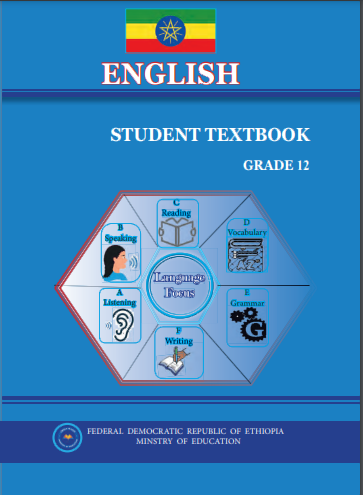 ENGLISH
STUDENT TEXTBOOK
GRADE 12
C
Reading
B
Speaking
D
Vocabulary
Language
Focus
A
Listening
E
Grammar
G
F
Writing
FEDERAL DEMOCRATIC REPUBLIC OF ETHIOPIA
MINSTRY OF EDUCATION